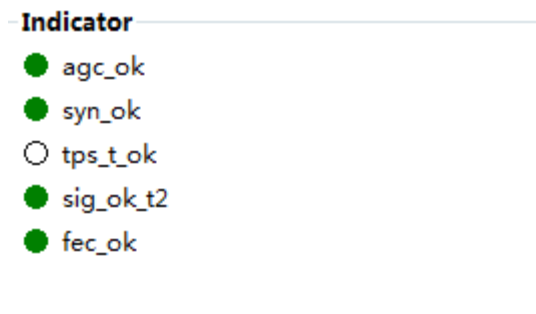 Indicator
agc_ok
syn_ok
tps_t_ok
sig_ok_t2
fec_ok